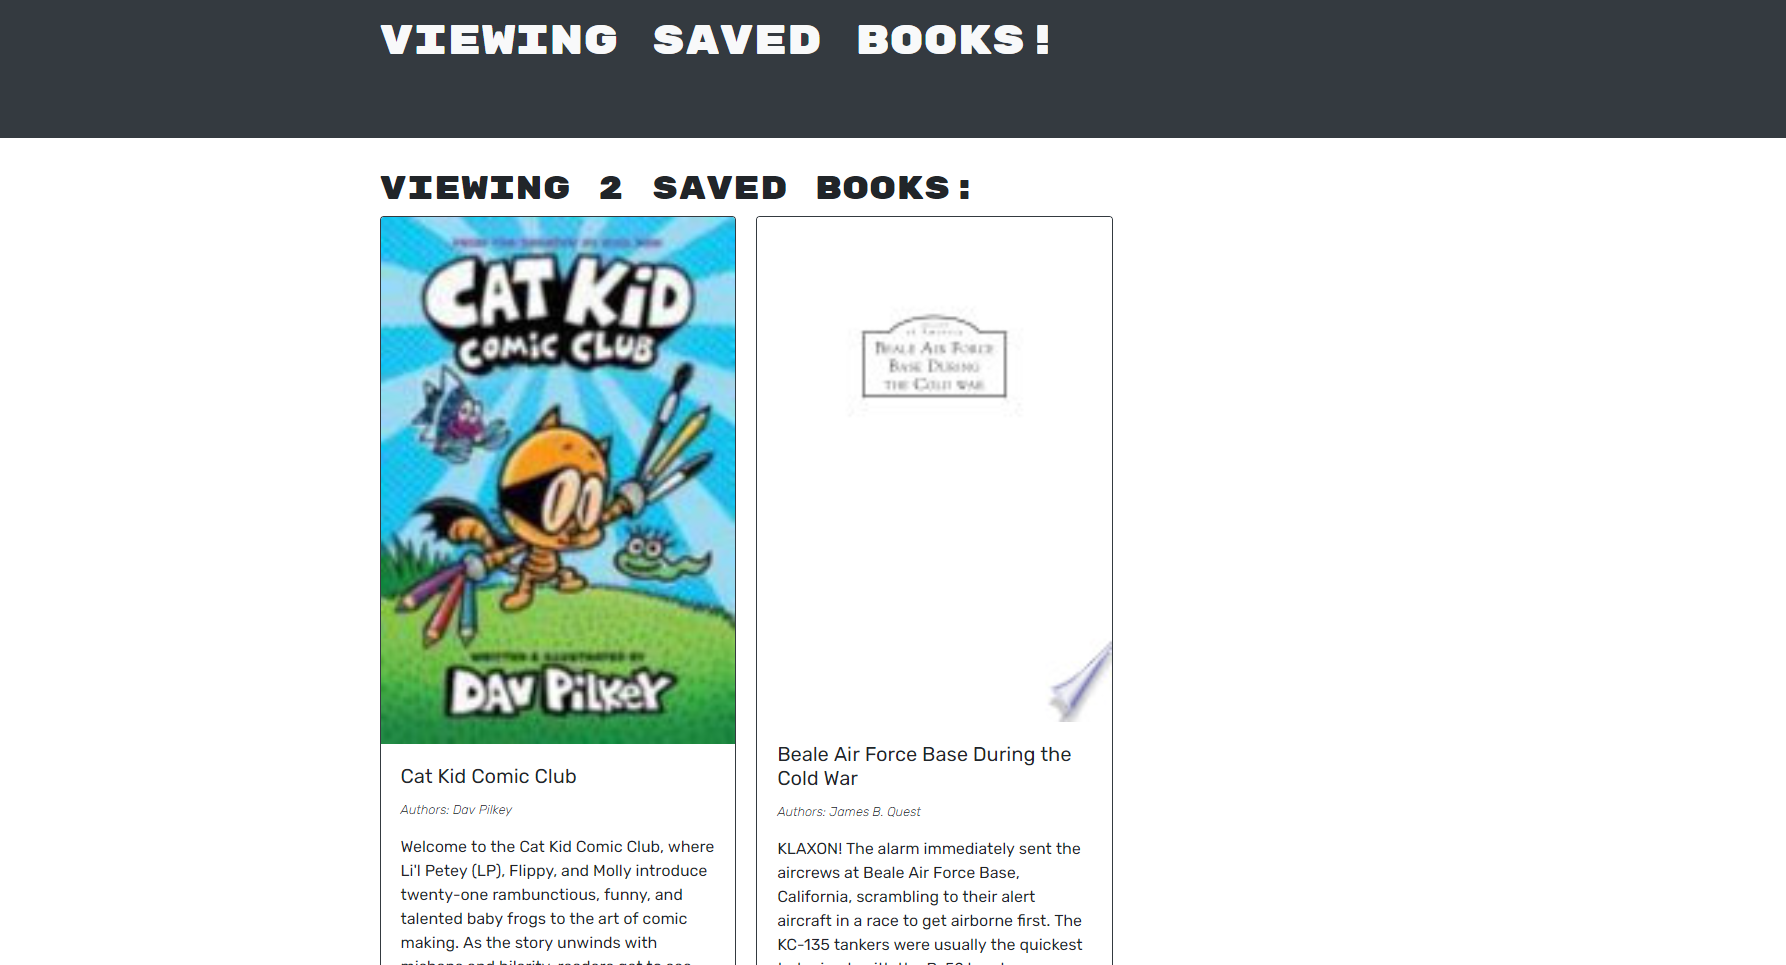 VIEWING SAVED BOOKS!
VIEWING 2 SAVED BOOKS:
CAT KID
COMIC CLUB
WRITTEN & ILLUSTRATED BY
DAV PILKEY
Cat Kid Comic Club
Authors: Dav Pilkey
Welcome to the Cat Kid Comic Club, where
Li'l Petey (LP), Flippy, and Molly introduce
twenty-one rambunctious, funny, and
talented baby frogs to the art of comic
making. As the story unwinds with
BEALE AIR FORCE
BASE DURING
THE COLD WAR
Beale Air Force Base During the
Cold War
Authors: James B. Quest
KLAXON! The alarm immediately sent the
aircrews at Beale Air Force Base,
California, scrambling to their alert
aircraft in a race to get airborne first. The
KC-135 tankers were usually the quickest